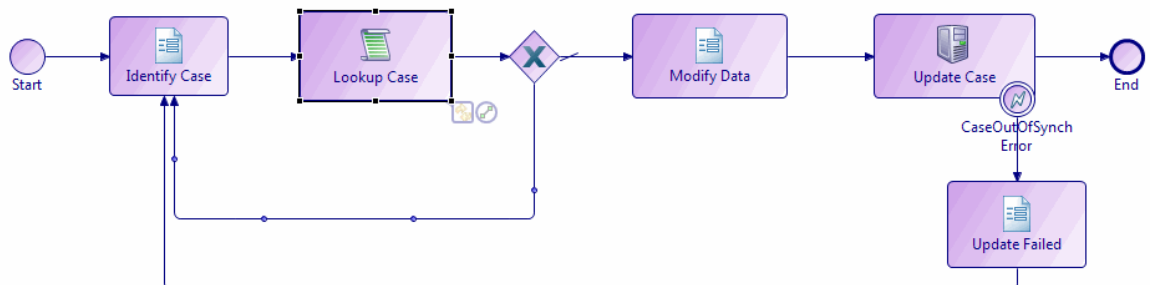 Start
Identify Case
Lookup Case
Modify Data
Update Case
End
CaseOutOfSynch
Error
Update Failed